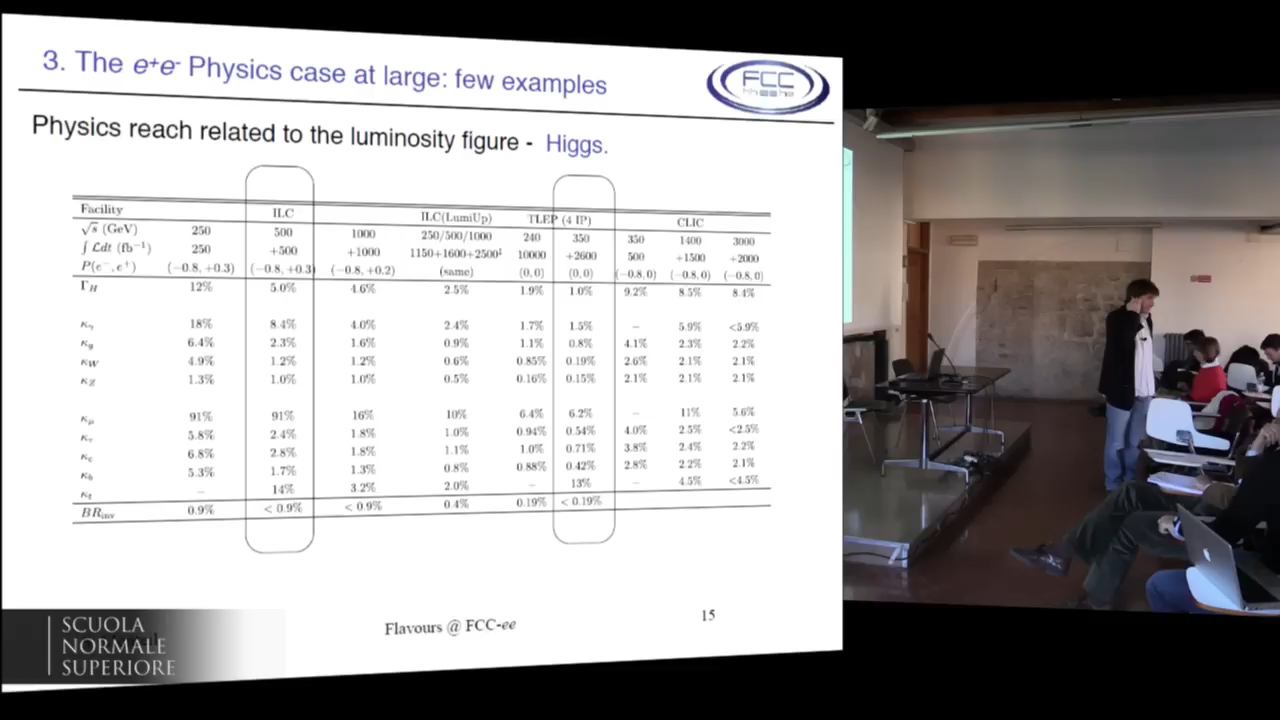 3. The e⁺e⁻ Physics case at large: few examples
FCC
Physics reach related to the luminosity figure - Higgs.
Facility ILC ILC(LumiUp) TLEP (4 IP) CLIC
√s (GeV) 250 500 1000 250/500/1000 240 350 350 1400 3000
∫ Ldt (fb⁻¹) 250 +500 +1000 1150+1600+2500‡ 10000 +2600 500 +1500 +2000
P(e⁻, e⁺) (−0.8, +0.3) (−0.8, +0.3) (−0.8, +0.2) (same) (0, 0) (0, 0) (−0.8, 0) (−0.8, 0) (−0.8, 0)
Γ_H 12% 5.0% 4.6% 2.5% 1.9% 1.0% 9.2% 8.5% 8.4%
κ_γ 18% 8.4% 4.0% 2.4% 1.7% 1.5% − 5.9% <5.9%
κ_g 6.4% 2.3% 1.6% 0.9% 1.1% 0.8% 4.1% 2.3% 2.2%
κ_W 4.9% 1.2% 1.2% 0.6% 0.85% 0.19% 2.6% 2.1% 2.1%
κ_Z 1.3% 1.0% 1.0% 0.5% 0.16% 0.15% 2.1% 2.1% 2.1%
κ_μ 91% 91% 16% 10% 6.4% 6.2% − 11% 5.6%
κ_τ 5.8% 2.4% 1.8% 1.0% 0.94% 0.54% 4.0% 2.5% <2.5%
κ_c 6.8% 2.8% 1.8% 1.1% 1.0% 0.71% 3.8% 2.4% 2.2%
κ_b 5.3% 1.7% 1.3% 0.8% 0.88% 0.42% 2.8% 2.2% 2.1%
κ_t − 14% 3.2% 2.0% − 13% − 4.5% <4.5%
BR_inv 0.9% < 0.9% < 0.9% 0.4% 0.19% < 0.19%
Flavours @ FCC-ee
15
SCUOLA
NORMALE
SUPERIORE